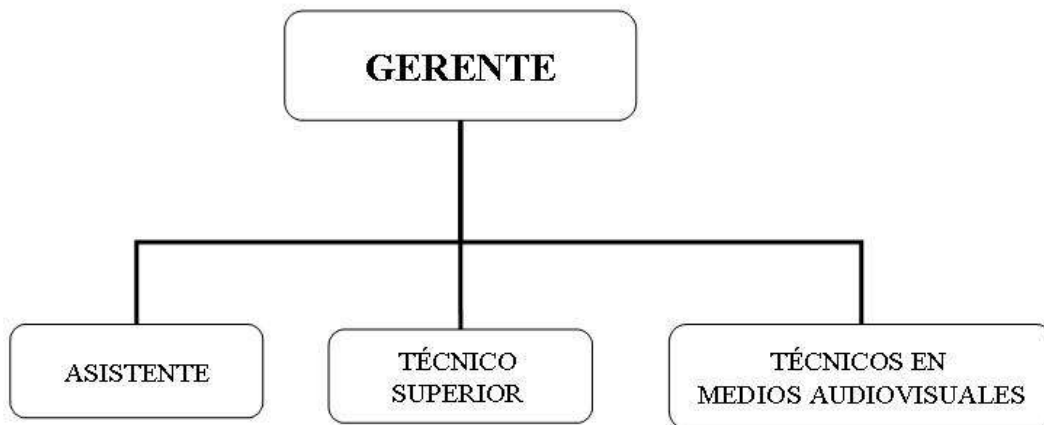 GERENTE
ASISTENTE
TÉCNICO
SUPERIOR
TÉCNICOS EN
MEDIOS AUDIOVISUALES